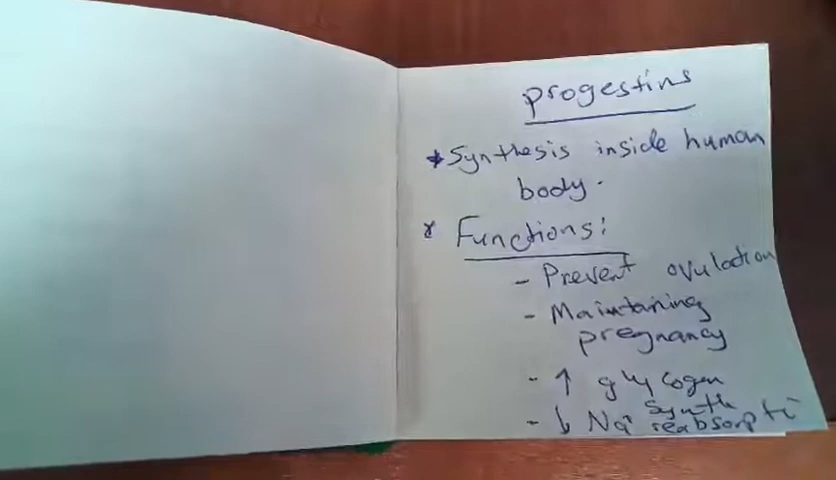 progestins
* Synthesis inside human
body.
* Functions:
- Prevent ovulation
- Maintaining
pregnancy
- ↑ glycogen
synth
- ↓ Na⁺ reabsorpti